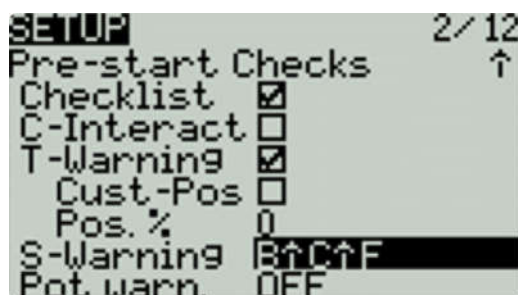 SETUP 2/12
Pre-start Checks ↑
Checklist
C-Interact
T-Warning
Cust.-Pos
Pos. % 0
S-Warning B↑C↑F
Pot warn. OFF